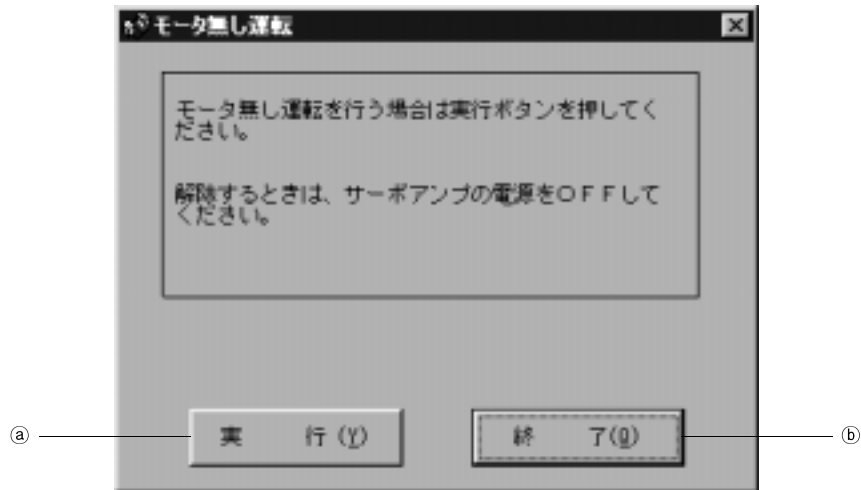 モータ無し運転
モータ無し運転を行う場合は実行ボタンを押してく
ださい。
解除するときは、サーボアンプの電源をＯＦＦして
ください。
ⓐ
実 行(Y)
終 了(Q)
ⓑ